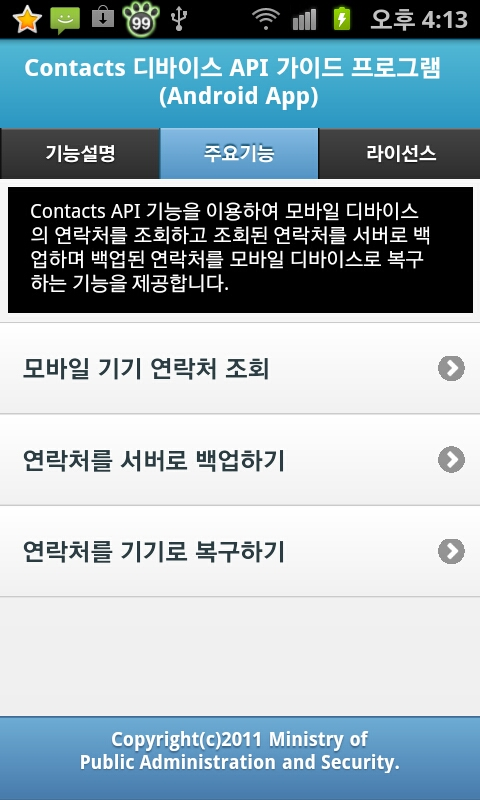 99
오후 4:13
Contacts 디바이스 API 가이드 프로그램
(Android App)
기능설명
주요기능
라이선스
Contacts API 기능을 이용하여 모바일 디바이스
의 연락처를 조회하고 조회된 연락처를 서버로 백
업하며 백업된 연락처를 모바일 디바이스로 복구
하는 기능을 제공합니다.
모바일 기기 연락처 조회
연락처를 서버로 백업하기
연락처를 기기로 복구하기
Copyright(c)2011 Ministry of
Public Administration and Security.